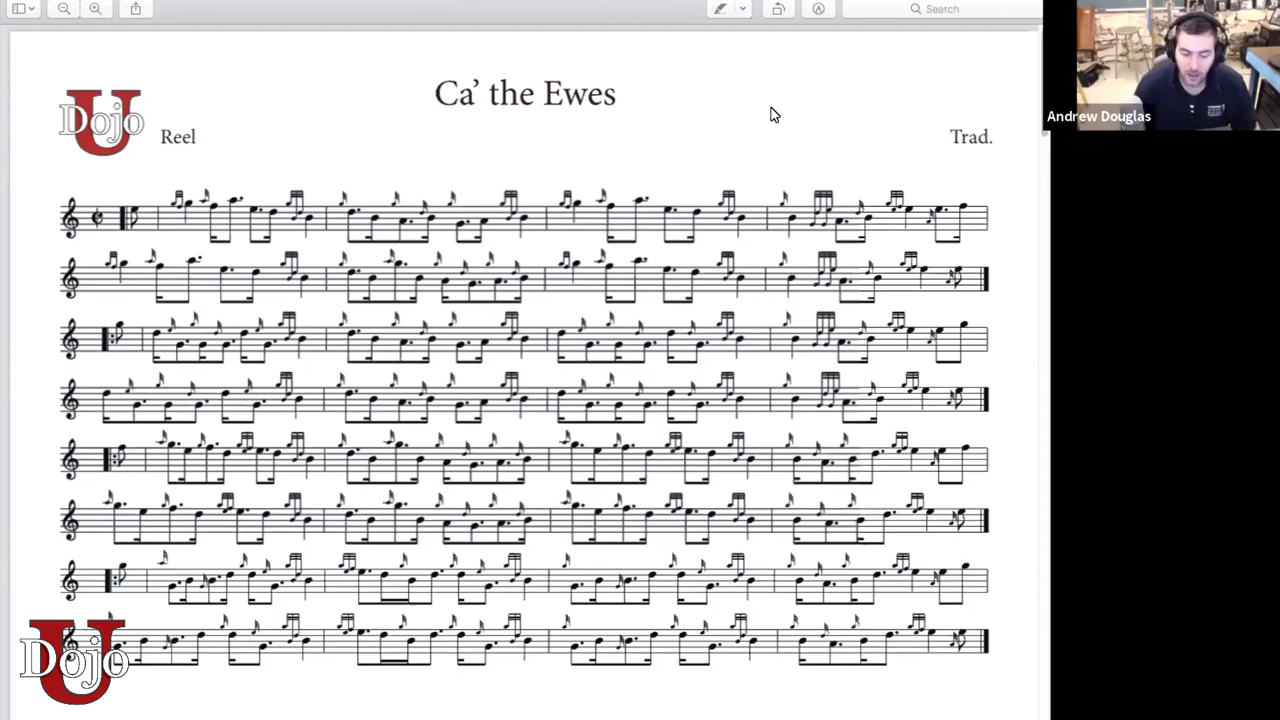 Search
Andrew Douglas
Ca' the Ewes
U
Dojo
Reel
Trad.
U
Dojo